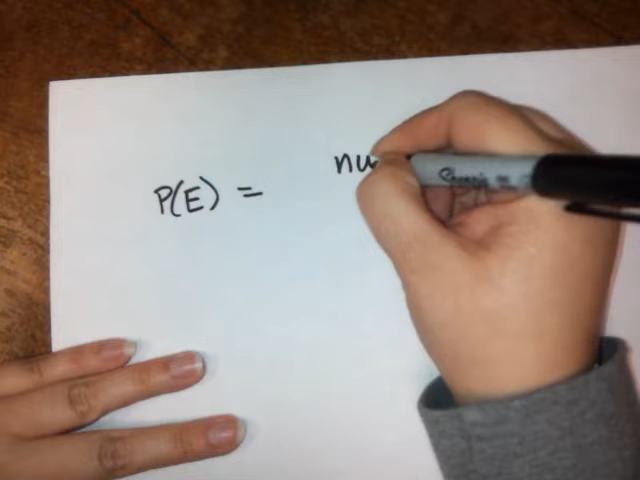 P(E) = nu